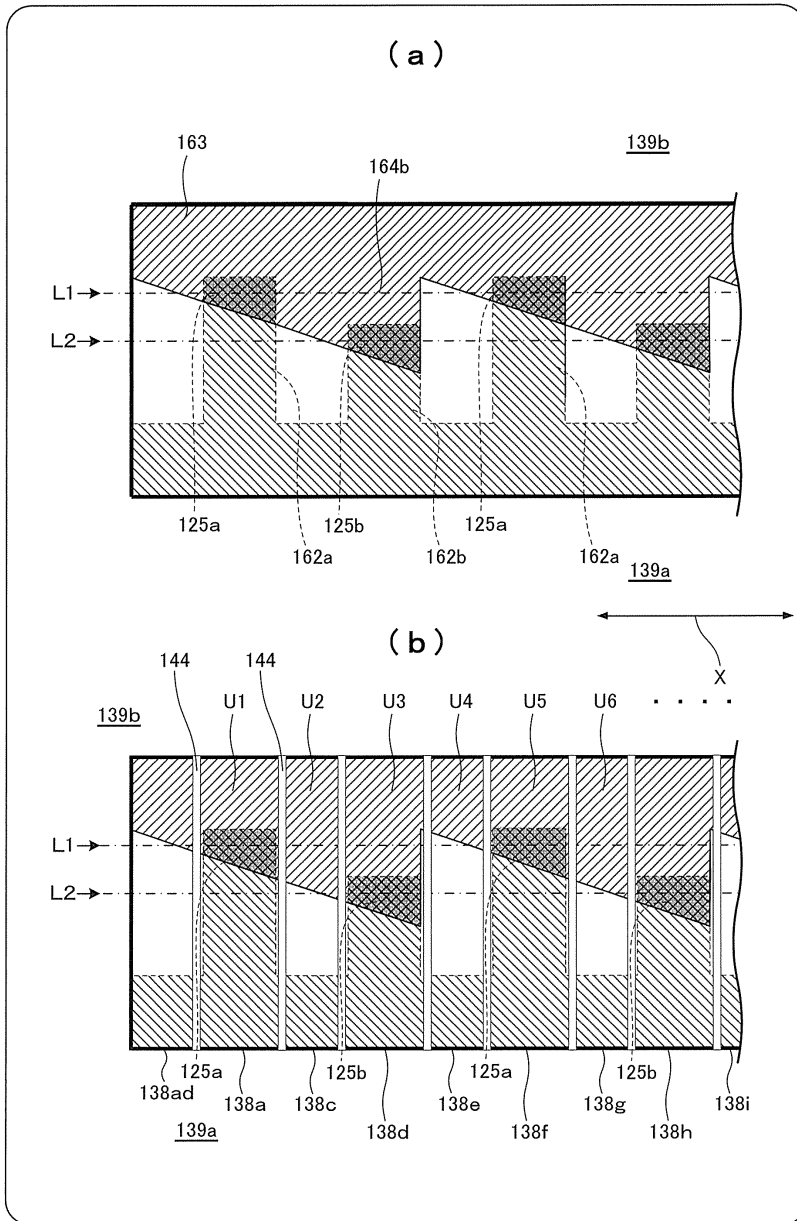 (a)
163
164b
139b
L1
L2
125a
125b
125a
162a
162b
162a
139a
(b)
X
144
144
139b
U1
U2
U3
U4
U5
U6
. . . .
L1
L2
125a
125b
125a
125b
138ad
138a
138c
138d
138e
138f
138g
138h
138i
139a